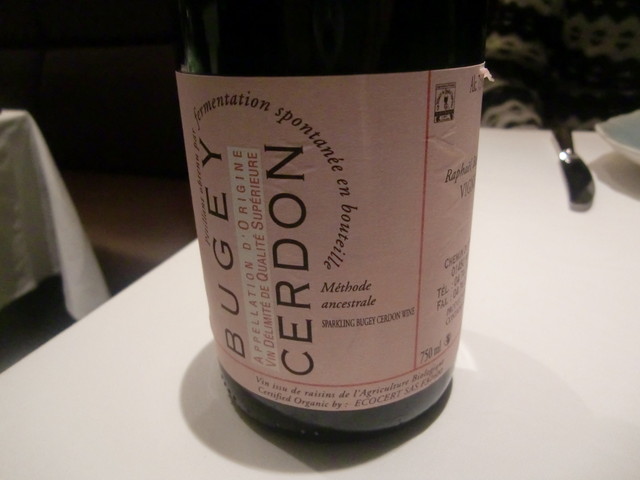 fermentation spontanée en bouteille
BUGEY
APPELLATION D'ORIGINE
VIN DÉLIMITÉ DE QUALITÉ SUPÉRIEURE
CERDON
Méthode
ancestrale
SPARKLING BUGEY CERDON WINE
Vin issu de raisins de l'Agriculture Biologique
Certified Organic by : ECOCERT SAS
750 ml